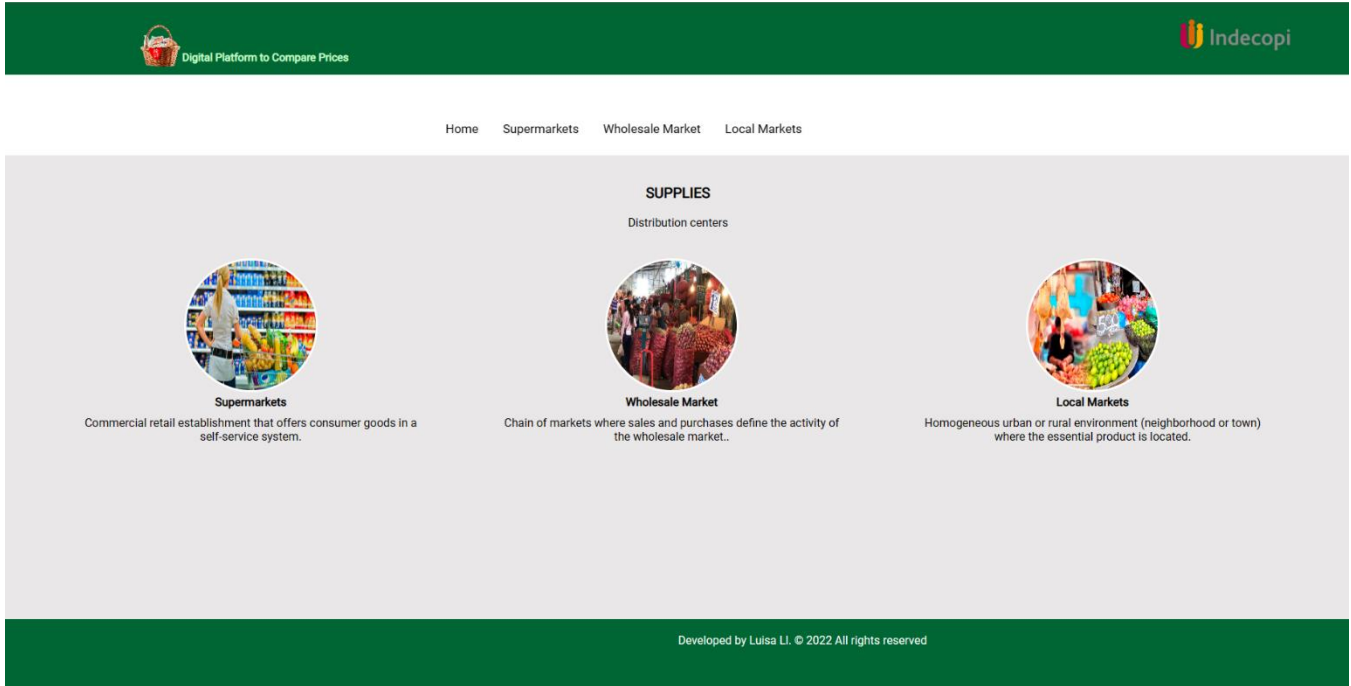 Digital Platform to Compare Prices
Indecopi
Home Supermarkets Wholesale Market Local Markets
SUPPLIES
Distribution centers
Supermarkets
Commercial retail establishment that offers consumer goods in a
self-service system.
Wholesale Market
Chain of markets where sales and purchases define the activity of
the wholesale market..
Local Markets
Homogeneous urban or rural environment (neighborhood or town)
where the essential product is located.
Developed by Luisa Ll. © 2022 All rights reserved